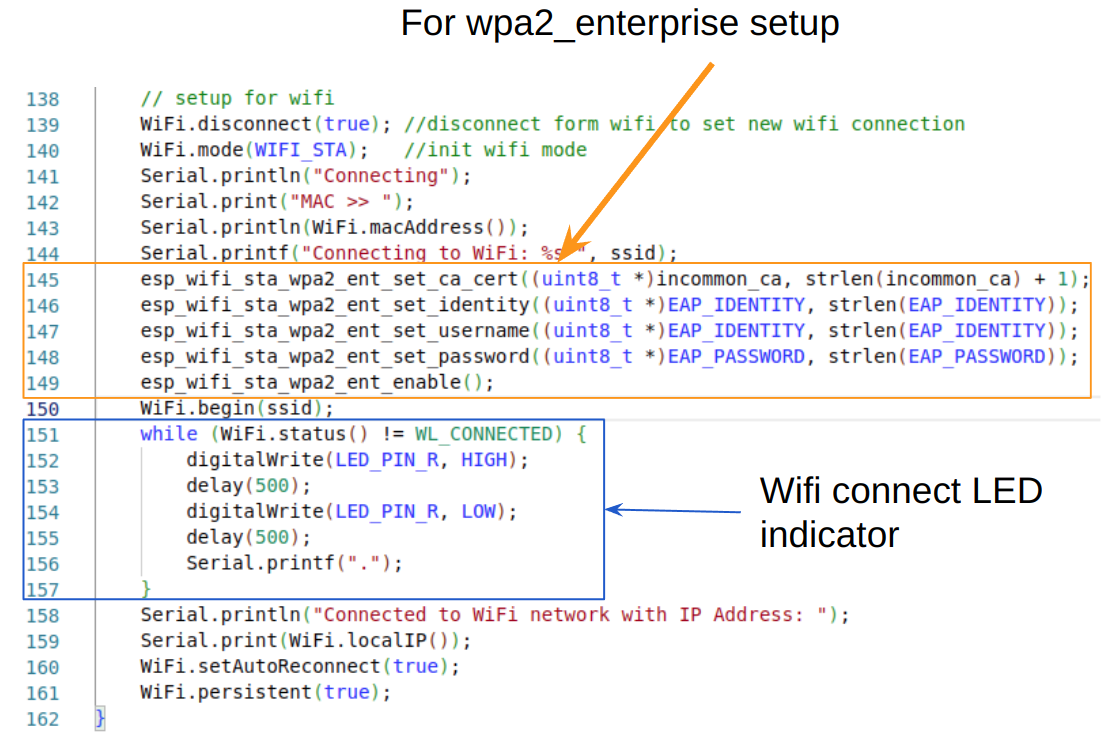 For wpa2_enterprise setup
138 // setup for wifi
139 WiFi.disconnect(true); //disconnect form wifi to set new wifi connection
140 WiFi.mode(WIFI_STA); //init wifi mode
141 Serial.println("Connecting");
142 Serial.print("MAC >> ");
143 Serial.println(WiFi.macAddress());
144 Serial.printf("Connecting to WiFi: %s ", ssid);
145 esp_wifi_sta_wpa2_ent_set_ca_cert((uint8_t *)incommon_ca, strlen(incommon_ca) + 1);
146 esp_wifi_sta_wpa2_ent_set_identity((uint8_t *)EAP_IDENTITY, strlen(EAP_IDENTITY));
147 esp_wifi_sta_wpa2_ent_set_username((uint8_t *)EAP_IDENTITY, strlen(EAP_IDENTITY));
148 esp_wifi_sta_wpa2_ent_set_password((uint8_t *)EAP_PASSWORD, strlen(EAP_PASSWORD));
149 esp_wifi_sta_wpa2_ent_enable();
150 WiFi.begin(ssid);
151 while (WiFi.status() != WL_CONNECTED) {
152 digitalWrite(LED_PIN_R, HIGH);
153 delay(500);
154 digitalWrite(LED_PIN_R, LOW);
155 delay(500);
156 Serial.printf(".");
157 }
Wifi connect LED
indicator
158 Serial.println("Connected to WiFi network with IP Address: ");
159 Serial.print(WiFi.localIP());
160 WiFi.setAutoReconnect(true);
161 WiFi.persistent(true);
162 }